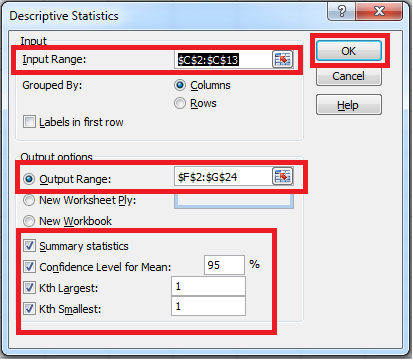 Descriptive Statistics
Input
Input Range: $C$2:$C$13
OK
Grouped By: Columns
Cancel
Rows
Help
Labels in first row
Output options
Output Range: $F$2:$G$24
New Worksheet Ply:
New Workbook
Summary statistics
Confidence Level for Mean: 95 %
Kth Largest: 1
Kth Smallest: 1